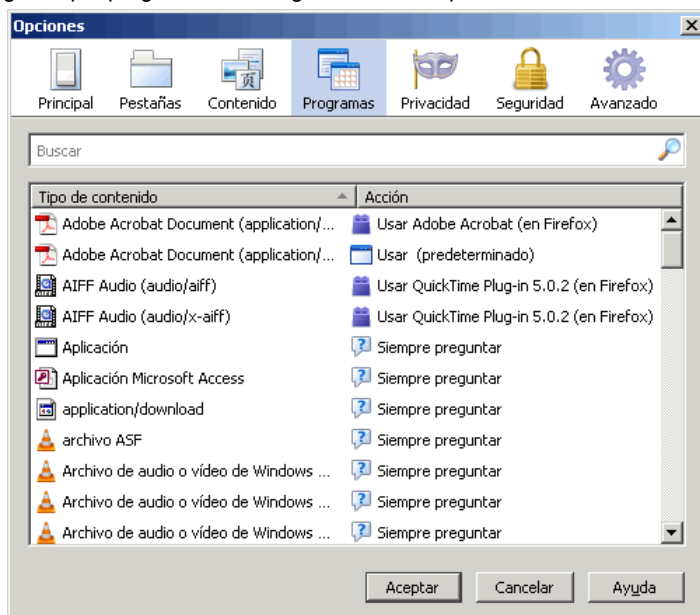 Opciones
Principal Pestañas Contenido Programas Privacidad Seguridad Avanzado
Buscar
Tipo de contenido Acción
Adobe Acrobat Document (application/... Usar Adobe Acrobat (en Firefox)
Adobe Acrobat Document (application/... Usar (predeterminado)
AIFF Audio (audio/aiff) Usar QuickTime Plug-in 5.0.2 (en Firefox)
AIFF Audio (audio/x-aiff) Usar QuickTime Plug-in 5.0.2 (en Firefox)
Aplicación Siempre preguntar
Aplicación Microsoft Access Siempre preguntar
application/download Siempre preguntar
archivo ASF Siempre preguntar
Archivo de audio o vídeo de Windows ... Siempre preguntar
Archivo de audio o vídeo de Windows ... Siempre preguntar
Archivo de audio o vídeo de Windows ... Siempre preguntar
Aceptar Cancelar Ayuda